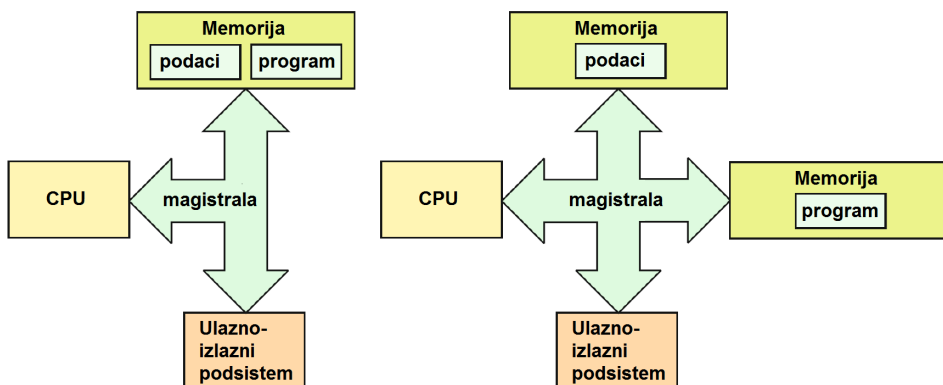 Memorija
podaci
program
CPU
magistrala
Ulazno-
izlazni
podsistem
Memorija
podaci
CPU
magistrala
Memorija
program
Ulazno-
izlazni
podsistem